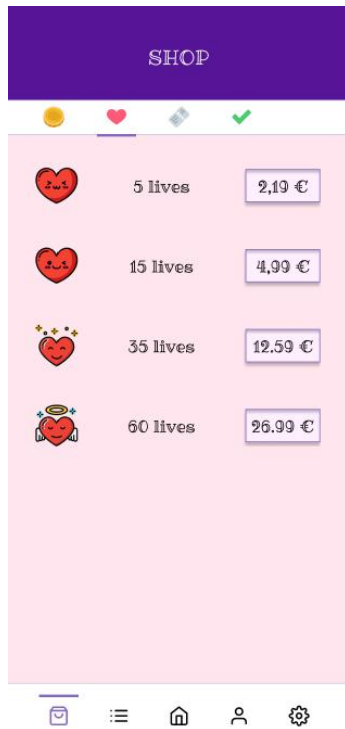 SHOP
5 lives 2,19 €
15 lives 4,99 €
35 lives 12.59 €
60 lives 26.99 €